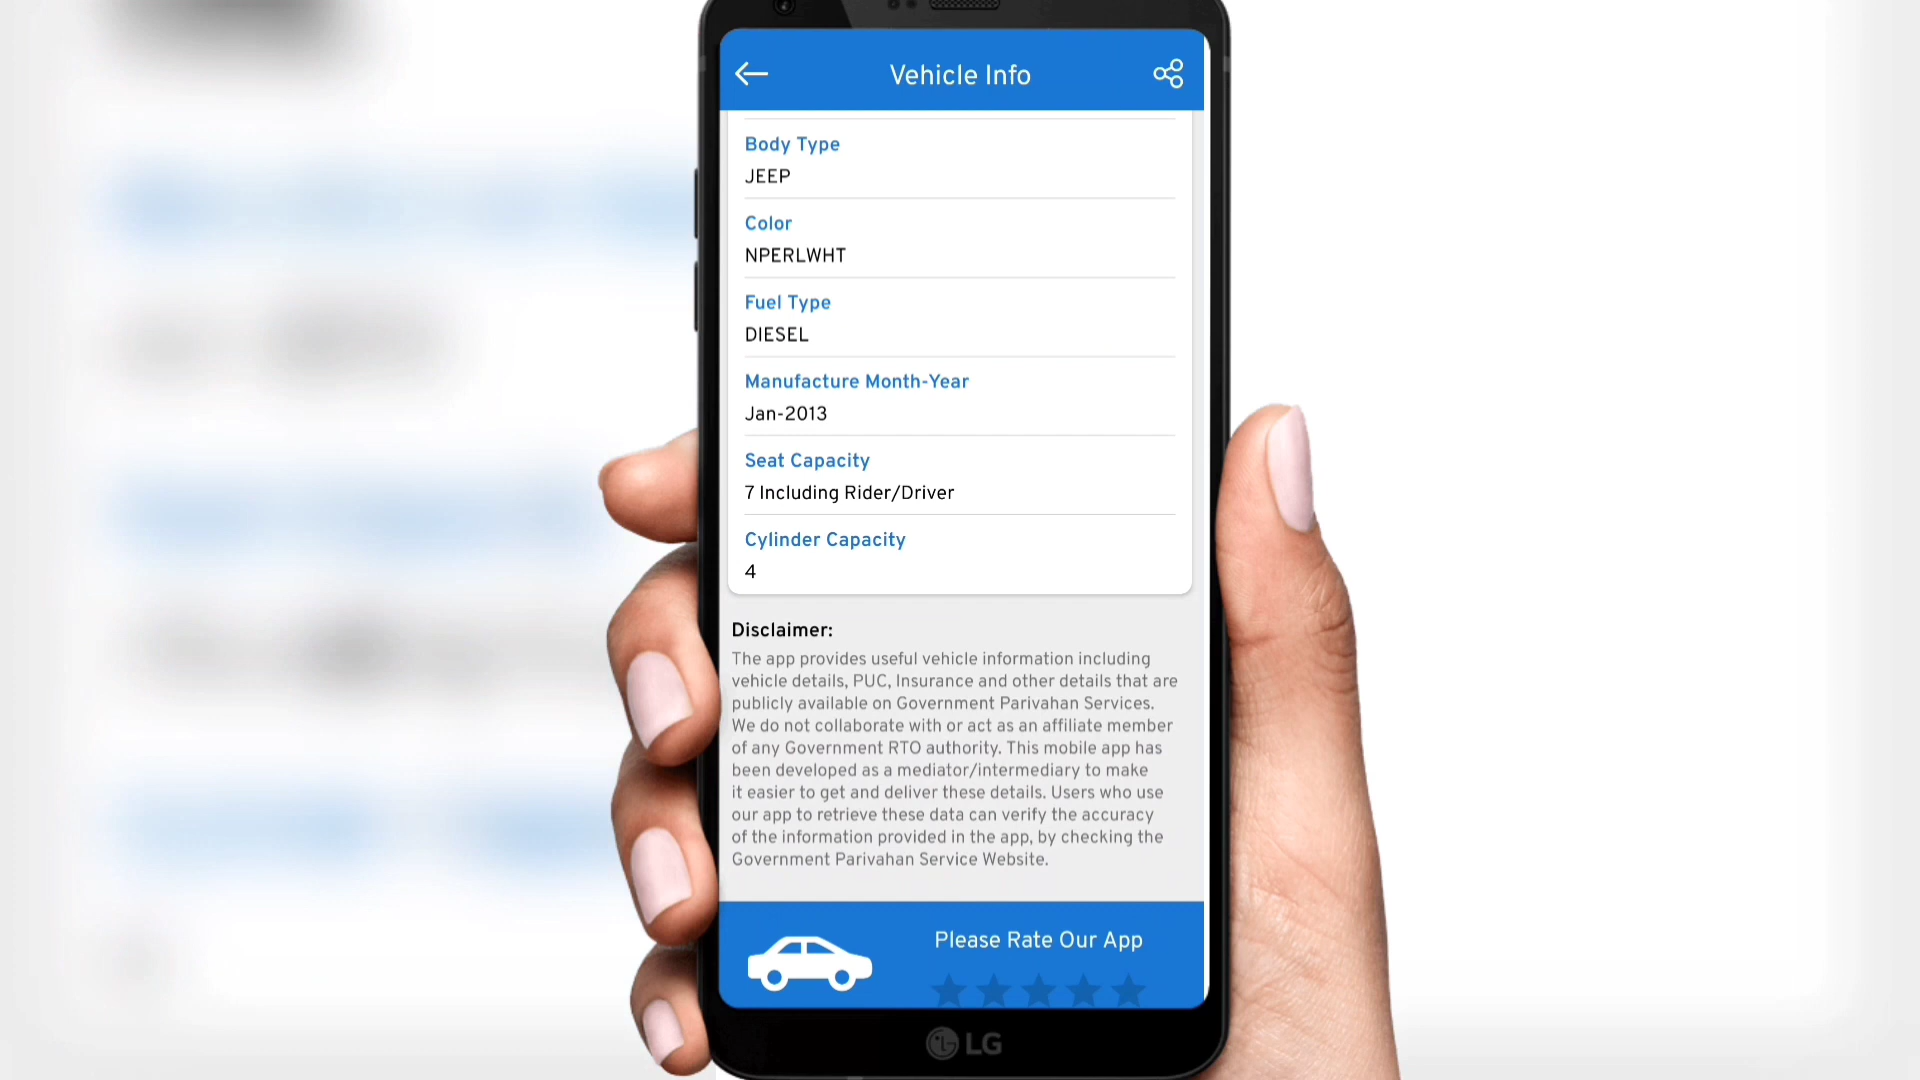 Vehicle Info
Body Type
JEEP
Color
NPERLWHT
Fuel Type
DIESEL
Manufacture Month-Year
Jan-2013
Seat Capacity
7 Including Rider/Driver
Cylinder Capacity
4
Disclaimer:
The app provides useful vehicle information including
vehicle details, PUC, Insurance and other details that are
publicly available on Government Parivahan Services.
We do not collaborate with or act as an affiliate member
of any Government RTO authority. This mobile app has
been developed as a mediator/intermediary to make
it easier to get and deliver these details. Users who use
our app to retrieve these data can verify the accuracy
of the information provided in the app, by checking the
Government Parivahan Service Website.
Please Rate Our App
LG